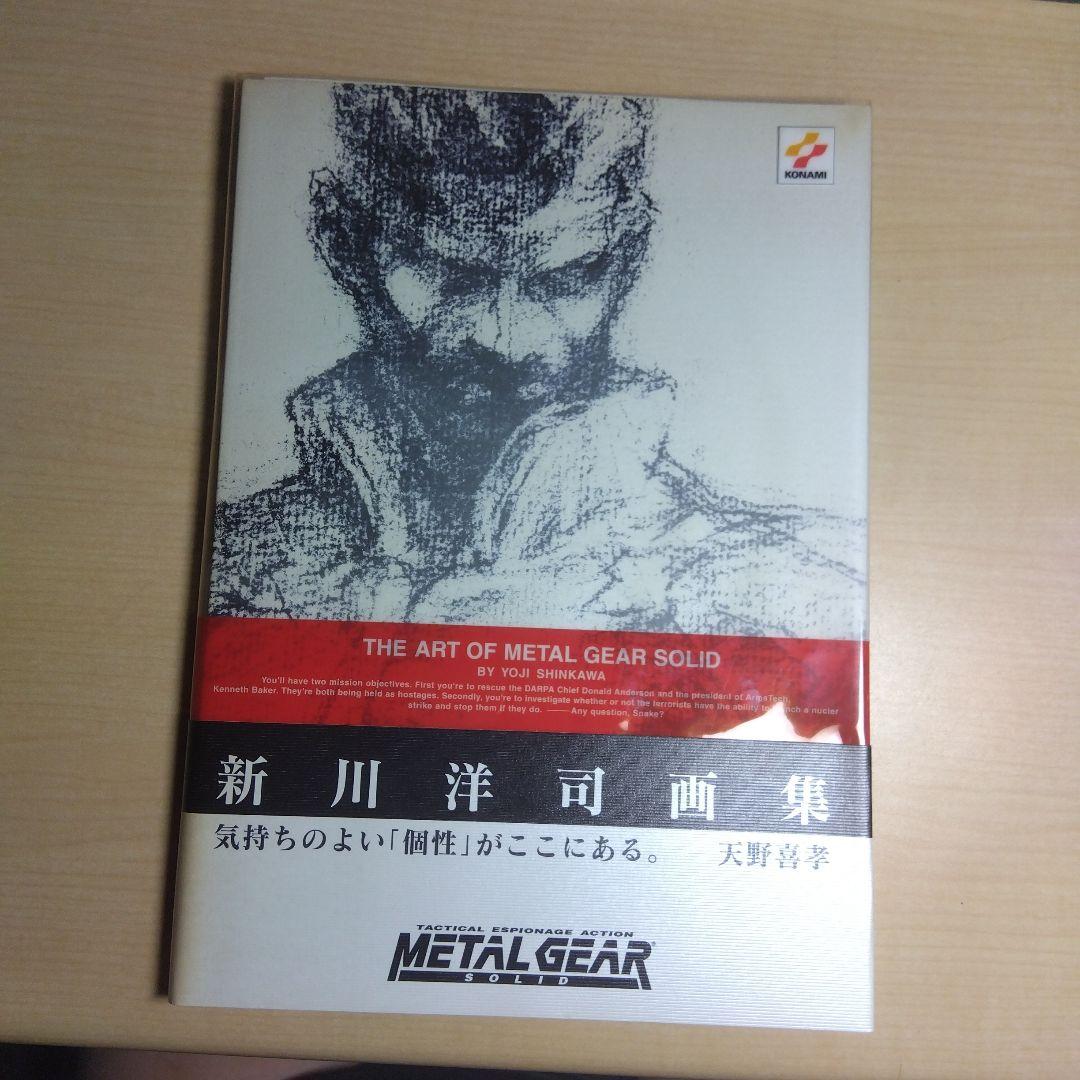 KONAMI
THE ART OF METAL GEAR SOLID
BY YOJI SHINKAWA
You'll have two mission objectives. First you're to rescue the DARPA Chief Donald Anderson and the president of ArmsTech,
Kenneth Baker. They're both being held as hostages. Secondly, you're to investigate whether or not the terrorists have the ability to launch a nucler
strike and stop them if they do. ——Any question, Snake?
新川洋司画集
気持ちのよい「個性」がここにある。 天野喜孝
TACTICAL ESPIONAGE ACTION
METAL GEAR®
SOLID